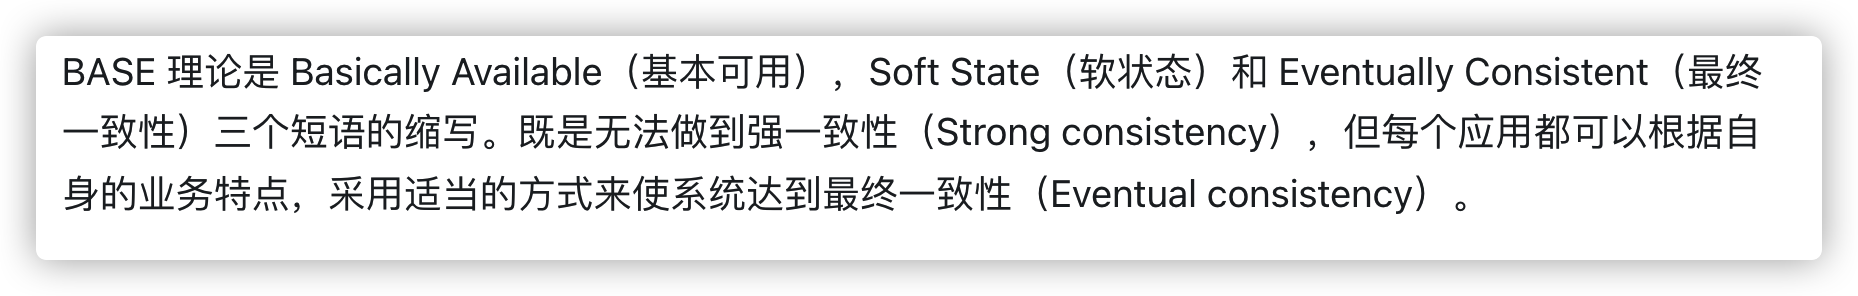 BASE 理论是 Basically Available（基本可用），Soft State（软状态）和 Eventually Consistent（最终
一致性）三个短语的缩写。既是无法做到强一致性（Strong consistency），但每个应用都可以根据自
身的业务特点，采用适当的方式来使系统达到最终一致性（Eventual consistency）。